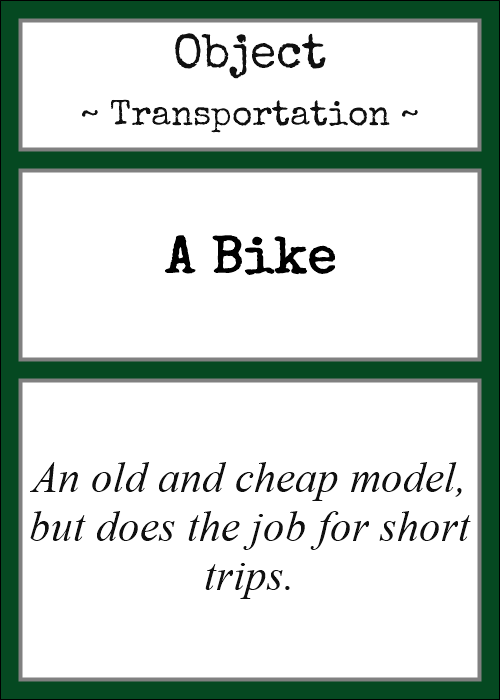 Object
~ Transportation ~
A Bike
An old and cheap model,
but does the job for short
trips.